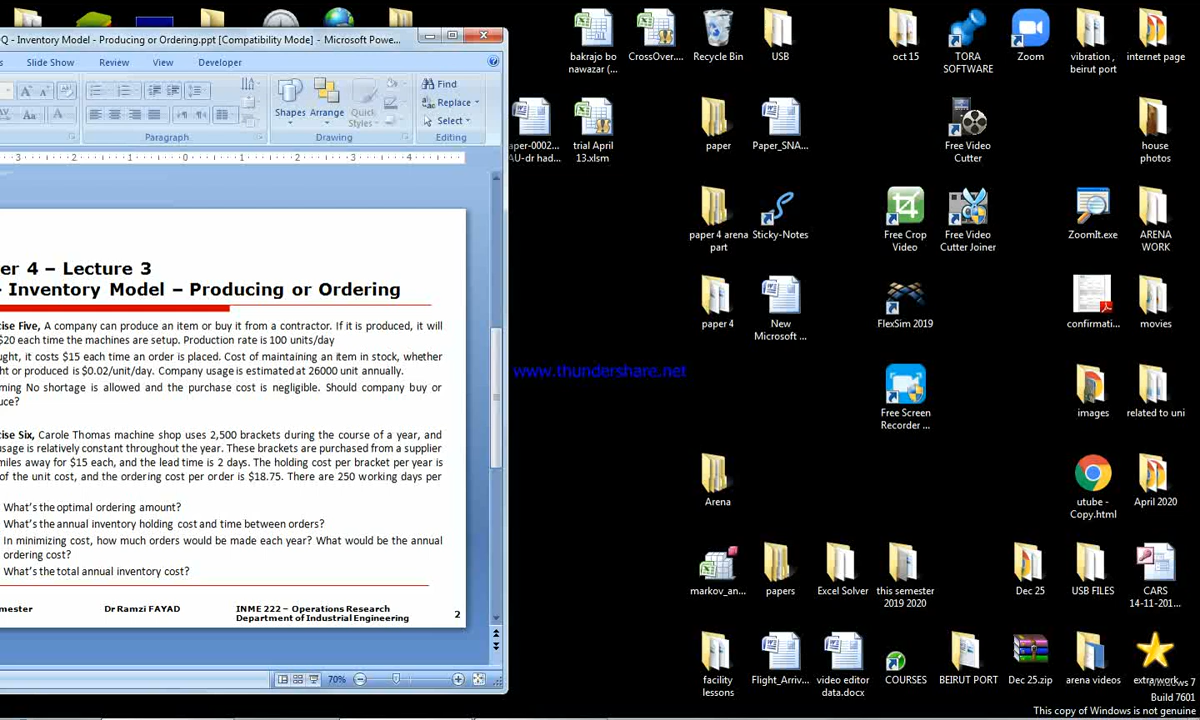 Q - Inventory Model - Producing or Ordering.ppt [Compatibility Mode] - Microsoft Powe...
Slide Show Review View Developer
Aa
Shapes
Arrange
Quick
Styles
Find
Replace
Select
Paragraph
Drawing
Editing
3 2 1 0 1 2 3 4
er 4 – Lecture 3
Inventory Model – Producing or Ordering
ise Five, A company can produce an item or buy it from a contractor. If it is produced, it will
$20 each time the machines are setup. Production rate is 100 units/day
ught, it costs $15 each time an order is placed. Cost of maintaining an item in stock, whether
ht or produced is $0.02/unit/day. Company usage is estimated at 26000 unit annually.
ming No shortage is allowed and the purchase cost is negligible. Should company buy or
uce?
ise Six, Carole Thomas machine shop uses 2,500 brackets during the course of a year, and
usage is relatively constant throughout the year. These brackets are purchased from a supplier
miles away for $15 each, and the lead time is 2 days. The holding cost per bracket per year is
of the unit cost, and the ordering cost per order is $18.75. There are 250 working days per
What's the optimal ordering amount?
What's the annual inventory holding cost and time between orders?
In minimizing cost, how much orders would be made each year? What would be the annual
ordering cost?
What's the total annual inventory cost?
mester
Dr Ramzi FAYAD
INME 222 – Operations Research
Department of Industrial Engineering
2
70%
bakrajo bo
nawazar (...
CrossOver....
Recycle Bin
USB
oct 15
TORA
SOFTWARE
Zoom
vibration ,
beirut port
internet page
aper-0002...
AU-dr had...
trial April
13.xlsm
paper
Paper_SNA...
Free Video
Cutter
house
photos
paper 4 arena
part
Sticky-Notes
Free Crop
Video
Free Video
Cutter Joiner
ZoomIt.exe
ARENA
WORK
paper 4
New
Microsoft ...
FlexSim 2019
confirmati...
movies
www.thundershare.net
Free Screen
Recorder ...
images
related to uni
Arena
utube -
Copy.html
April 2020
markov_an...
papers
Excel Solver
this semester
2019 2020
Dec 25
USB FILES
CARS
14-11-201...
facility
lessons
Flight_Arriv...
video editor
data.docx
COURSES
BEIRUT PORT
Dec 25.zip
arena videos
extra work
Windows 7
Build 7601
This copy of Windows is not genuine